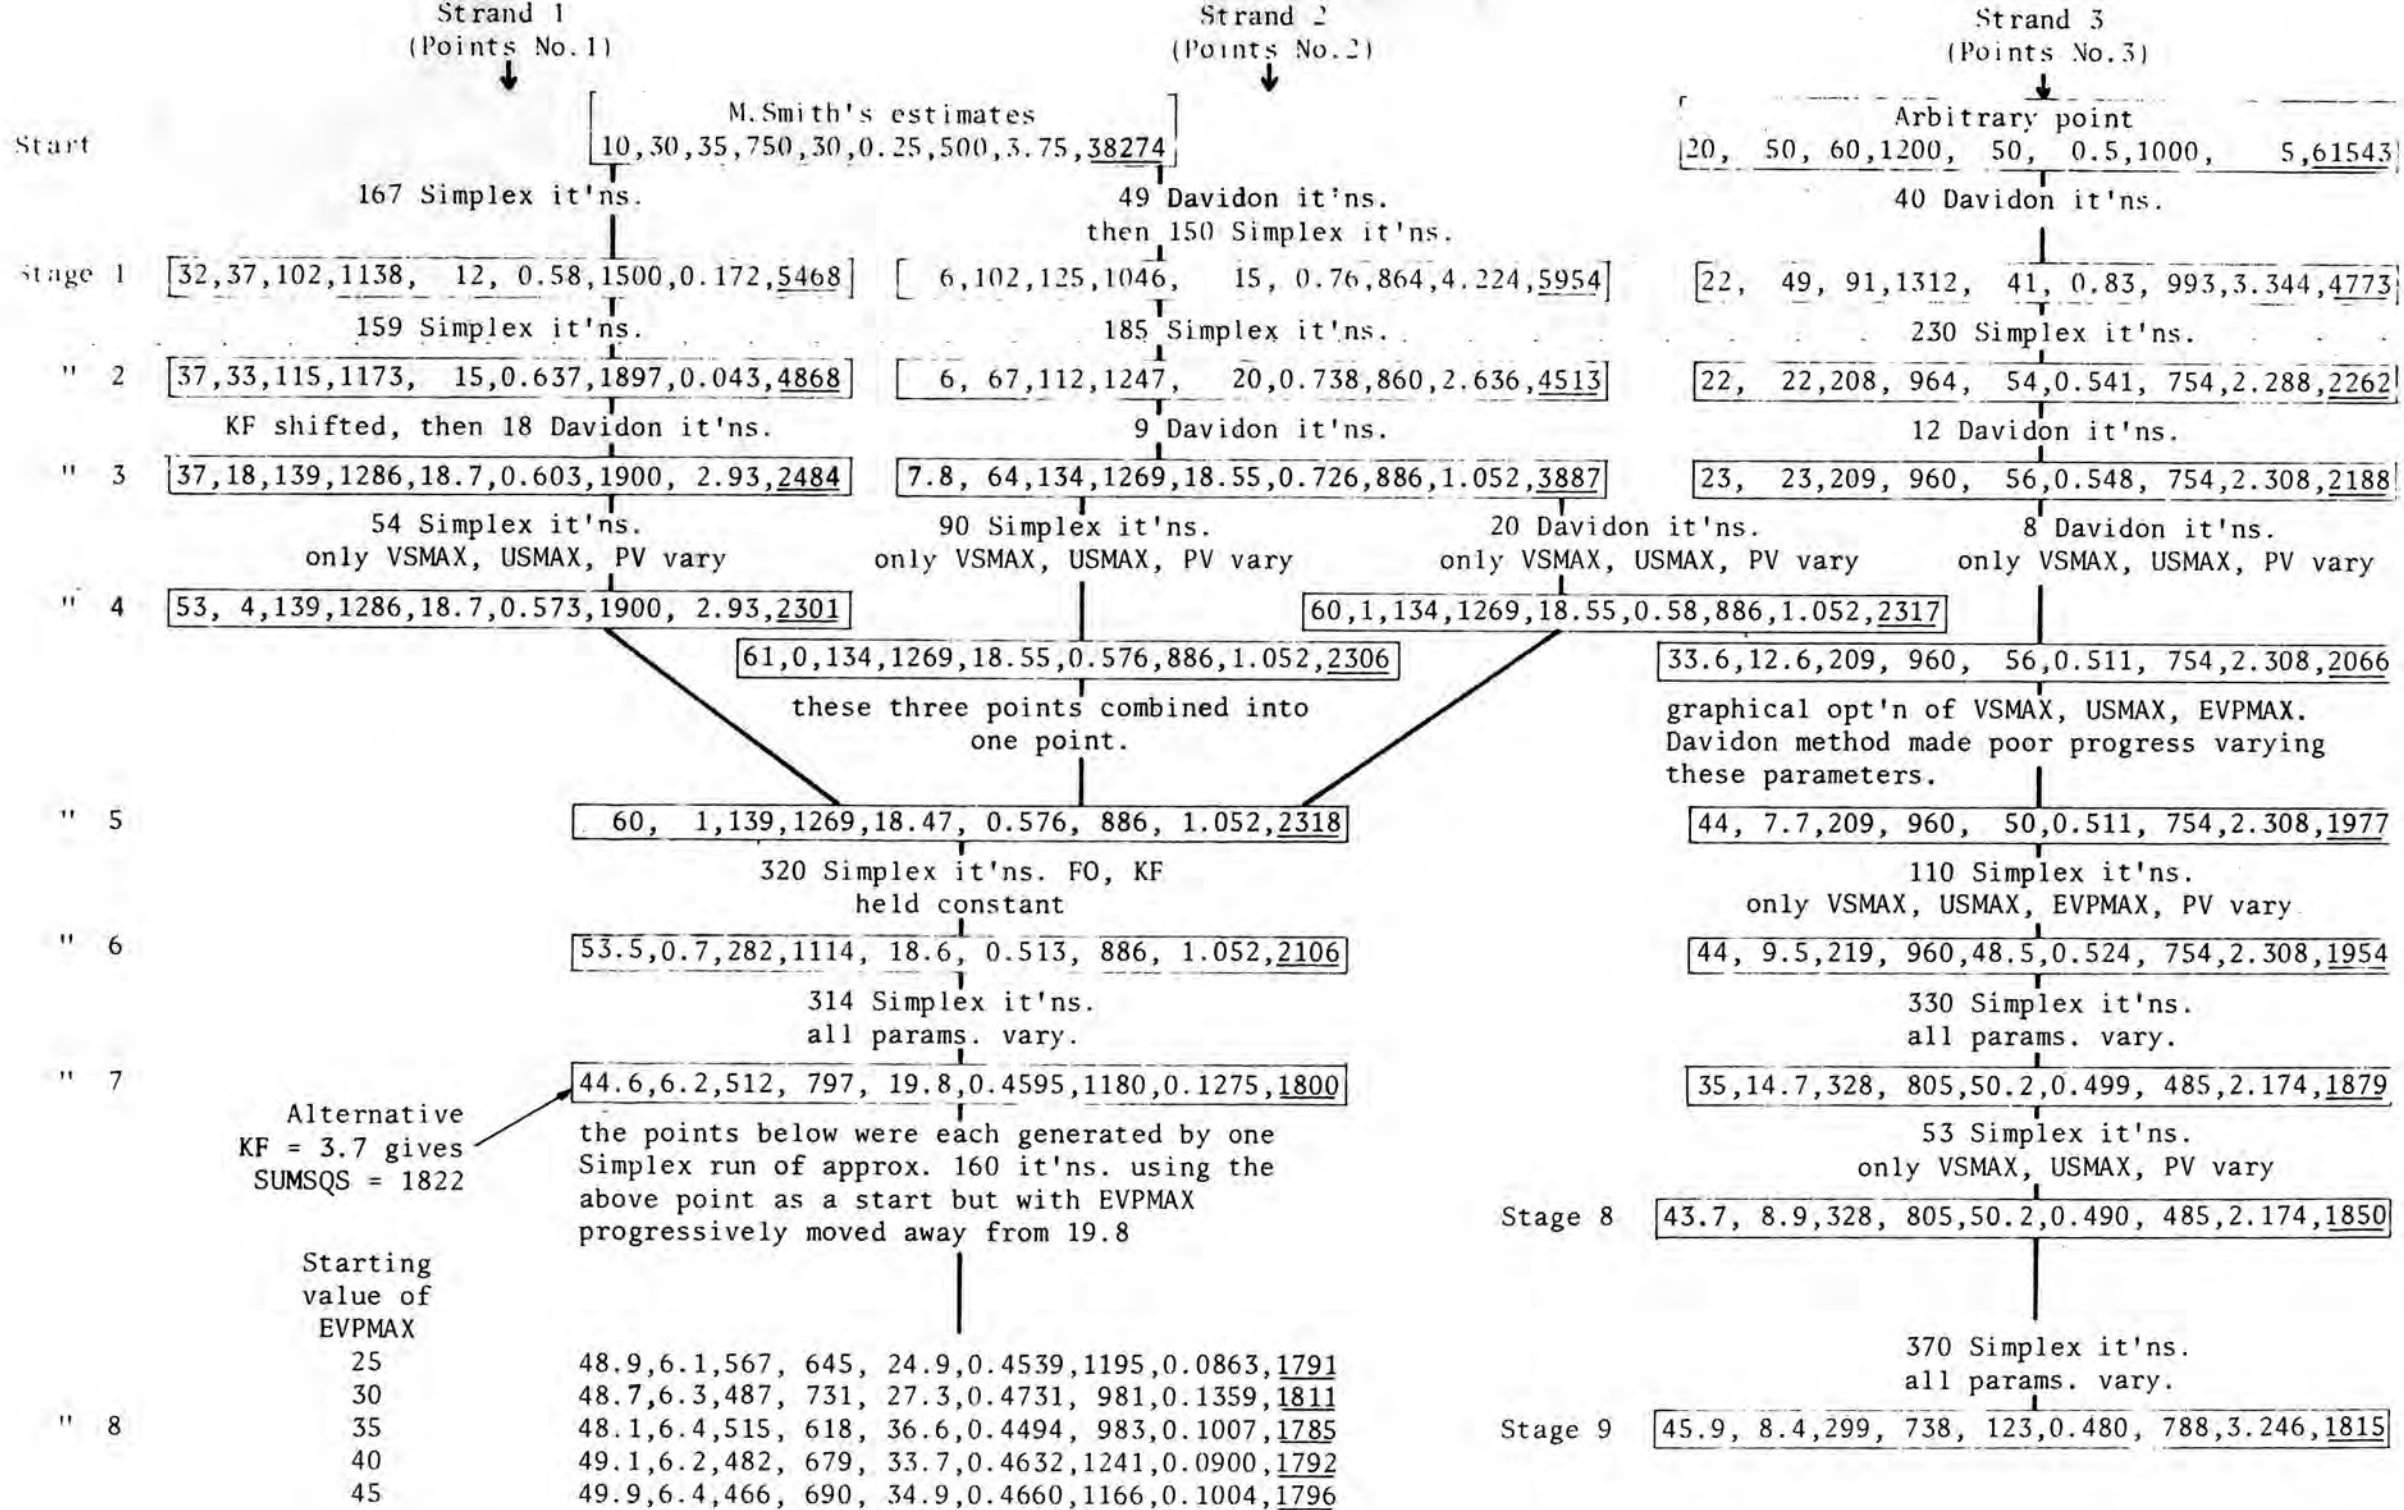 Strand 1
(Points No.1)
Strand 2
(Points No.2)
Strand 3
(Points No.3)
Start
M.Smith's estimates
10,30,35,750,30,0.25,500,3.75,38274
Arbitrary point
20, 50, 60,1200, 50, 0.5,1000, 5,61543
167 Simplex it'ns.
49 Davidon it'ns.
then 150 Simplex it'ns.
40 Davidon it'ns.
Stage 1
32,37,102,1138, 12, 0.58,1500,0.172,5468
6,102,125,1046, 15, 0.76,864,4.224,5954
22, 49, 91,1312, 41, 0.83, 993,3.344,4773
159 Simplex it'ns.
185 Simplex it'ns.
230 Simplex it'ns.
" 2
37,33,115,1173, 15,0.637,1897,0.043,4868
6, 67,112,1247, 20,0.738,860,2.636,4513
22, 22,208, 964, 54,0.541, 754,2.288,2262
KF shifted, then 18 Davidon it'ns.
9 Davidon it'ns.
12 Davidon it'ns.
" 3
37,18,139,1286,18.7,0.603,1900, 2.93,2484
7.8, 64,134,1269,18.55,0.726,886,1.052,3887
23, 23,209, 960, 56,0.548, 754,2.308,2188
54 Simplex it'ns.
only VSMAX, USMAX, PV vary
90 Simplex it'ns.
only VSMAX, USMAX, PV vary
20 Davidon it'ns.
only VSMAX, USMAX, PV vary
8 Davidon it'ns.
only VSMAX, USMAX, PV vary
" 4
53, 4,139,1286,18.7,0.573,1900, 2.93,2301
60,1,134,1269,18.55,0.58,886,1.052,2317
61,0,134,1269,18.55,0.576,886,1.052,2306
33.6,12.6,209, 960, 56,0.511, 754,2.308,2066
these three points combined into
one point.
graphical opt'n of VSMAX, USMAX, EVPMAX.
Davidon method made poor progress varying
these parameters.
" 5
60, 1,139,1269,18.47, 0.576, 886, 1.052,2318
44, 7.7,209, 960, 50,0.511, 754,2.308,1977
320 Simplex it'ns. FO, KF
held constant
110 Simplex it'ns.
only VSMAX, USMAX, EVPMAX, PV vary
" 6
53.5,0.7,282,1114, 18.6, 0.513, 886, 1.052,2106
44, 9.5,219, 960,48.5,0.524, 754,2.308,1954
314 Simplex it'ns.
all params. vary.
330 Simplex it'ns.
all params. vary.
" 7
44.6,6.2,512, 797, 19.8,0.4595,1180,0.1275,1800
35,14.7,328, 805,50.2,0.499, 485,2.174,1879
Alternative
KF = 3.7 gives
SUMSQS = 1822
the points below were each generated by one
Simplex run of approx. 160 it'ns. using the
above point as a start but with EVPMAX
progressively moved away from 19.8
53 Simplex it'ns.
only VSMAX, USMAX, PV vary
Stage 8
43.7, 8.9,328, 805,50.2,0.490, 485,2.174,1850
Starting
value of
EVPMAX
370 Simplex it'ns.
all params. vary.
25 48.9,6.1,567, 645, 24.9,0.4539,1195,0.0863,1791
30 48.7,6.3,487, 731, 27.3,0.4731, 981,0.1359,1811
" 8 35 48.1,6.4,515, 618, 36.6,0.4494, 983,0.1007,1785
40 49.1,6.2,482, 679, 33.7,0.4632,1241,0.0900,1792
45 49.9,6.4,466, 690, 34.9,0.4660,1166,0.1004,1796
Stage 9
45.9, 8.4,299, 738, 123,0.480, 788,3.246,1815